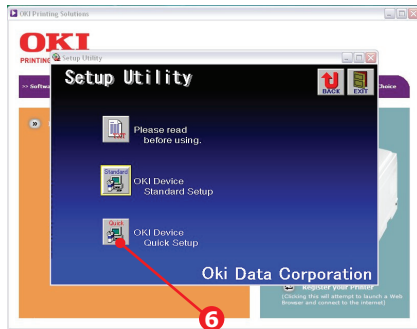 OKI Printing Solutions
OKI
PRINTING
Setup Utility
Setup Utility
BACK
EXIT
>> Softwa
Choice
Please read
before using.
Standard
OKI Device
Standard Setup
Quick
OKI Device
Quick Setup
Oki Data Corporation
Register your Printer
(Clicking this will attempt to launch a Web
Browser and connect to the internet)
6